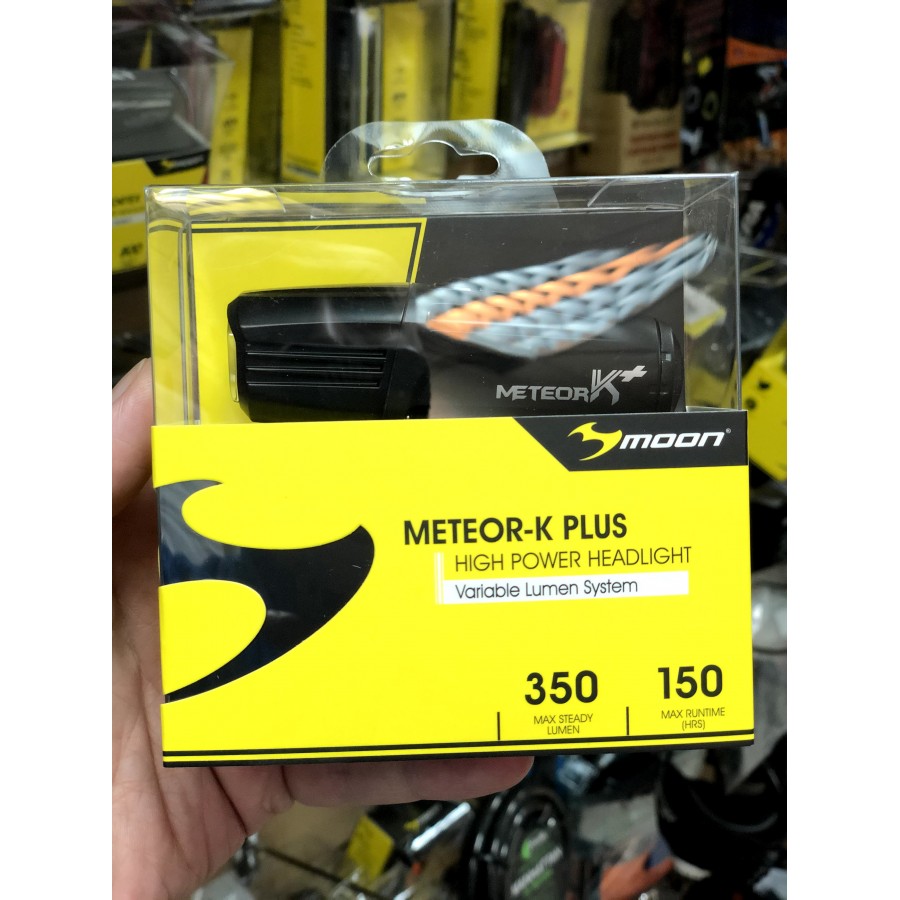 METEOR K+
moon®
METEOR-K PLUS
HIGH POWER HEADLIGHT
Variable Lumen System
350
MAX STEADY
LUMEN
150
MAX RUNTIME
(HRS)